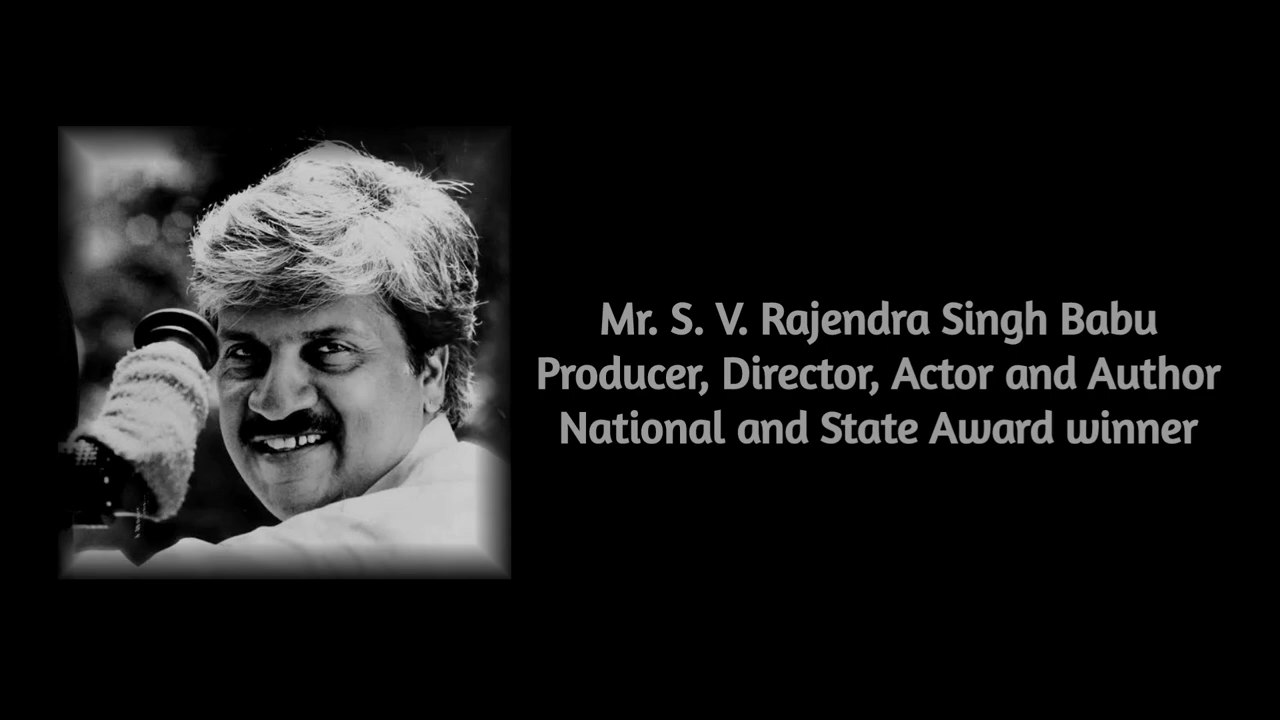 Mr. S. V. Rajendra Singh Babu
Producer, Director, Actor and Author
National and State Award winner